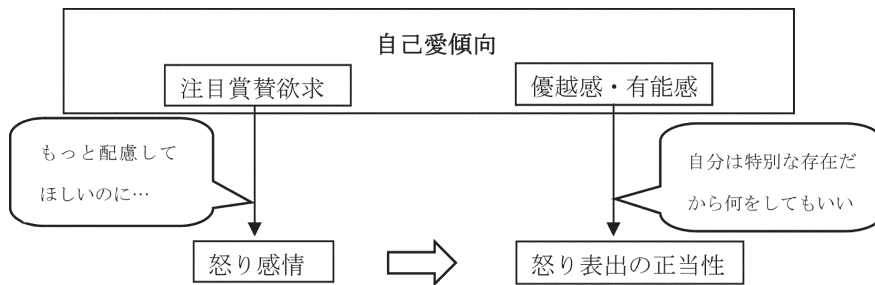 自己愛傾向
注目賞賛欲求
優越感・有能感
もっと配慮して
ほしいのに…
自分は特別な存在だ
から何をしてもいい
怒り感情
怒り表出の正当性